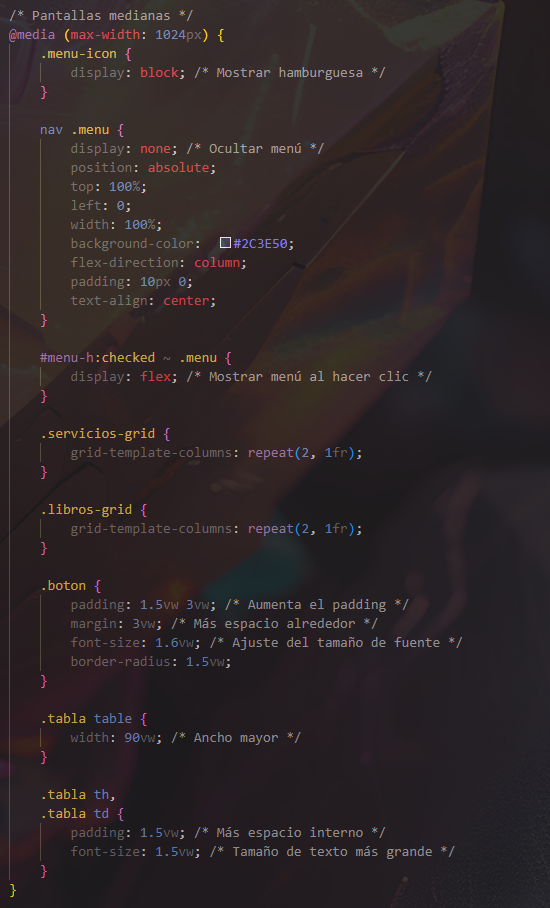 /* Pantallas medianas */
@media (max-width: 1024px) {
.menu-icon {
display: block; /* Mostrar hamburguesa */
}
nav .menu {
display: none; /* Ocultar menú */
position: absolute;
top: 100%;
left: 0;
width: 100%;
background-color: #2C3E50;
flex-direction: column;
padding: 10px 0;
text-align: center;
}
#menu-h:checked ~ .menu {
display: flex; /* Mostrar menú al hacer clic */
}
.servicios-grid {
grid-template-columns: repeat(2, 1fr);
}
.libros-grid {
grid-template-columns: repeat(2, 1fr);
}
.boton {
padding: 1.5vw 3vw; /* Aumenta el padding */
margin: 3vw; /* Más espacio alrededor */
font-size: 1.6vw; /* Ajuste del tamaño de fuente */
border-radius: 1.5vw;
}
.tabla table {
width: 90vw; /* Ancho mayor */
}
.tabla th,
.tabla td {
padding: 1.5vw; /* Más espacio interno */
font-size: 1.5vw; /* Tamaño de texto más grande */
}
}